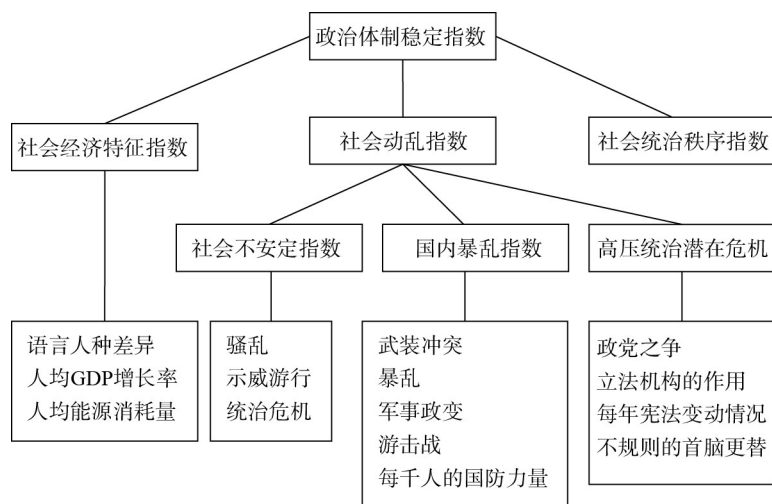 政治体制稳定指数
社会经济特征指数
社会动乱指数
社会统治秩序指数
社会不安定指数
国内暴乱指数
高压统治潜在危机
语言人种差异
人均GDP增长率
人均能源消耗量
骚乱
示威游行
统治危机
武装冲突
暴乱
军事政变
游击战
每千人的国防力量
政党之争
立法机构的作用
每年宪法变动情况
不规则的首脑更替